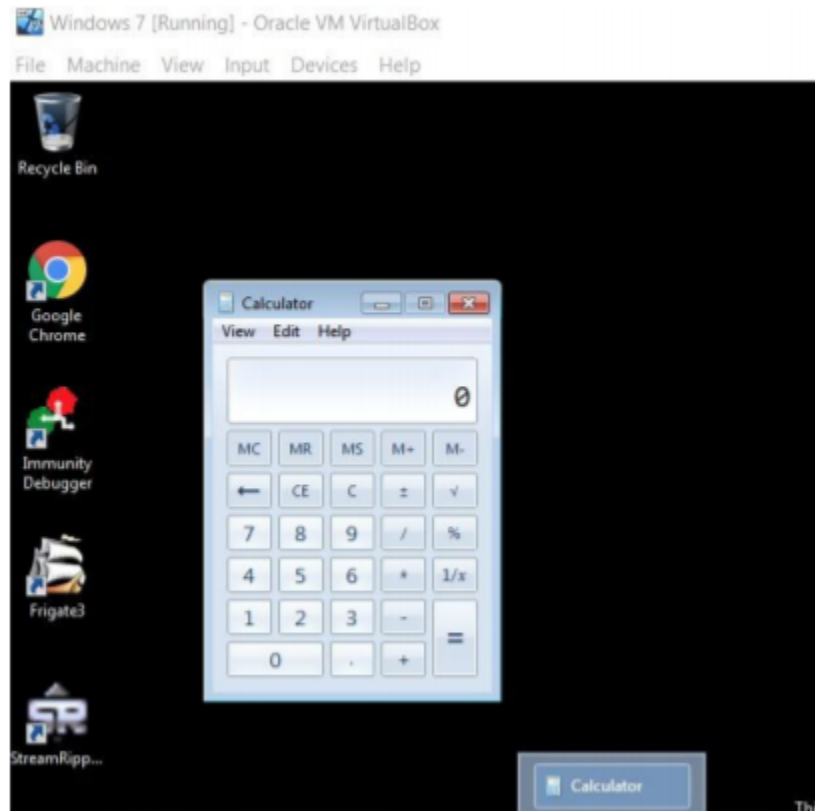 Windows 7 [Running] - Oracle VM VirtualBox
File Machine View Input Devices Help
Recycle Bin
Google
Chrome
Immunity
Debugger
Frigate3
StreamRipp...
Calculator
View Edit Help
0
MC MR MS M+ M-
← CE C ± √
7 8 9 / %
4 5 6 * 1/x
1 2 3 - =
0 . +
Calculator